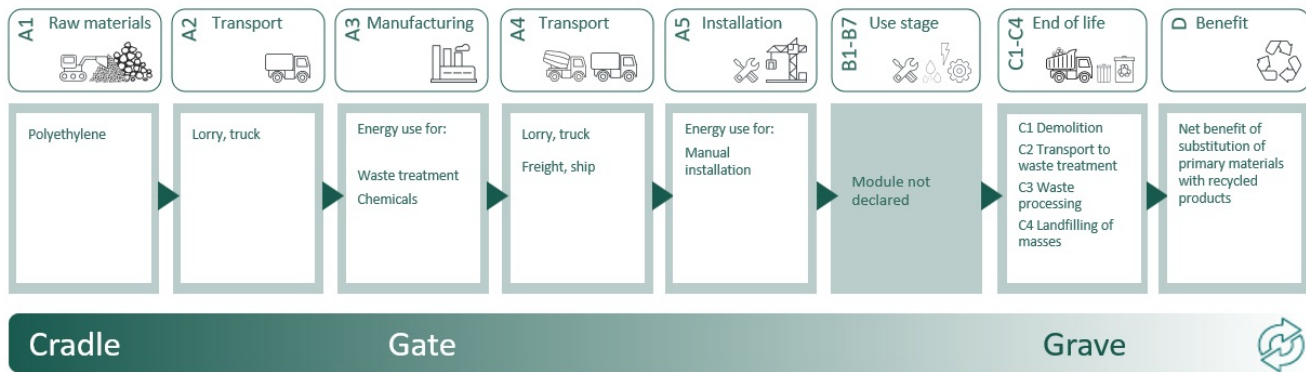 A1 Raw materials
A2 Transport
A3 Manufacturing
A4 Transport
A5 Installation
B1-B7 Use stage
C1-C4 End of life
D Benefit
Polyethylene
Lorry, truck
Energy use for:
Waste treatment
Chemicals
Lorry, truck
Freight, ship
Energy use for:
Manual
installation
Module not
declared
C1 Demolition
C2 Transport to
waste treatment
C3 Waste
processing
C4 Landfilling of
masses
Net benefit of
substitution of
primary materials
with recycled
products
Cradle
Gate
Grave